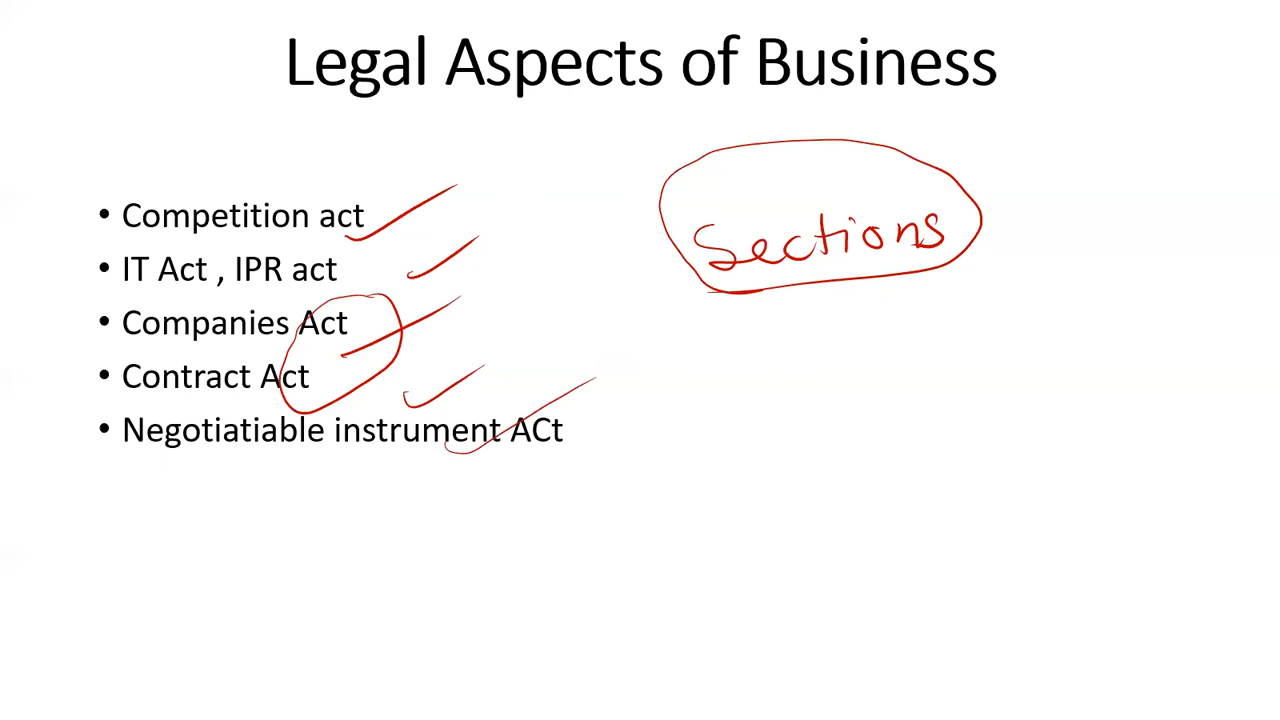 Legal Aspects of Business
• Competition act
• IT Act , IPR act
• Companies Act
• Contract Act
• Negotiatiable instrument ACt
Sections